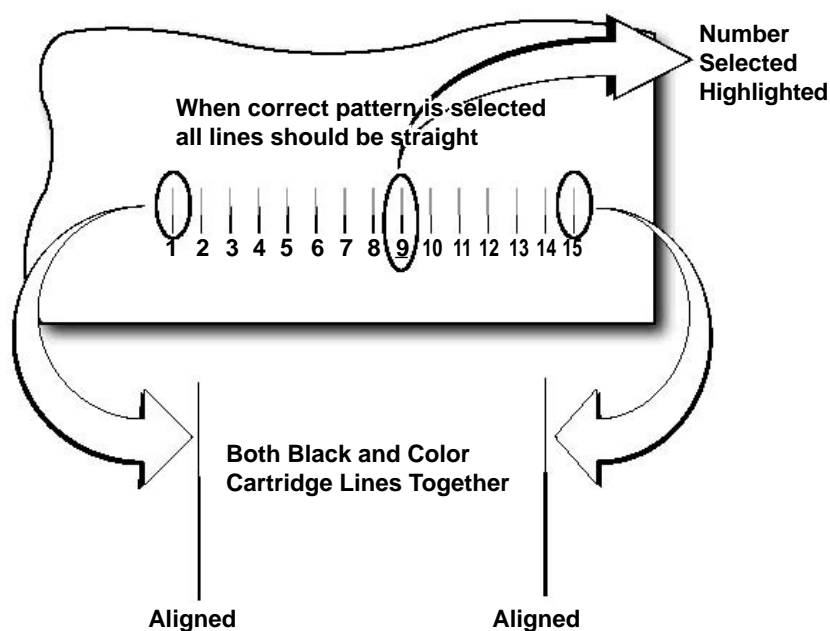 Number
Selected
Highlighted
When correct pattern is selected
all lines should be straight
1 2 3 4 5 6 7 8 9 10 11 12 13 14 15
Both Black and Color
Cartridge Lines Together
Aligned Aligned